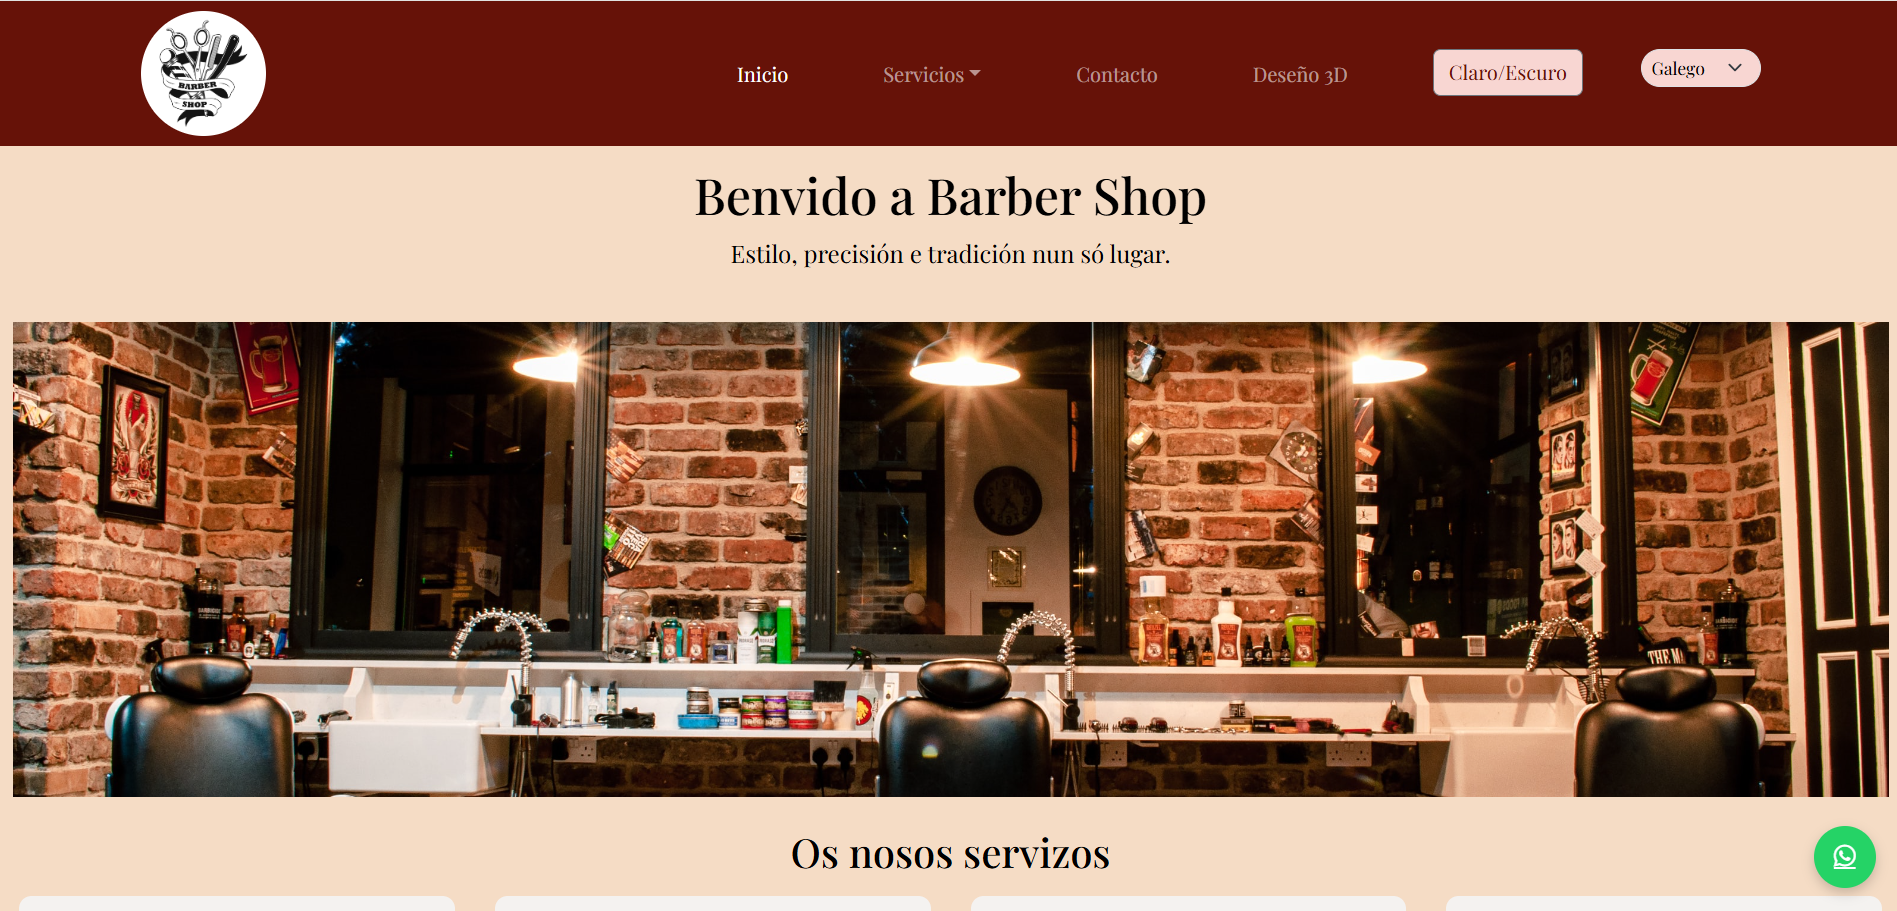 BARBER
SHOP
Inicio
Servicios
Contacto
Deseño 3D
Claro/Escuro
Galego
Benvido a Barber Shop
Estilo, precisión e tradición nun só lugar.
THE
Os nosos servizos